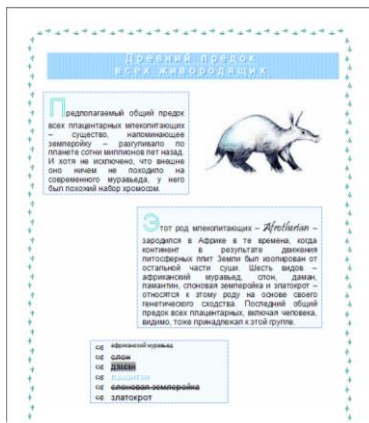 Древний предок
всех живородящих
Предполагаемый общий предок
всех плацентарных млекопитающих
– существо, напоминающее
землеройку – разгуливало по
планете сотни миллионов лет назад.
И хотя не исключено, что внешне
оно ничем не походило на
современного муравьеда, у него
был похожий набор хромосом.
Этот род млекопитающих – Afrotherian –
зародился в Африке в те времена, когда
континент в результате движения
литосферных плит Земли был изолирован от
остальной части суши. Шесть видов –
африканский муравьед, слон, даман,
ламантин, слоновая землеройка и златокрот –
относятся к этому роду на основе своего
генетического сходства. Последний общий
предок всех плацентарных, включая человека,
видимо, тоже принадлежал к этой группе.
африканский муравьед
слон
даман
ламантин
слоновая землеройка
златокрот